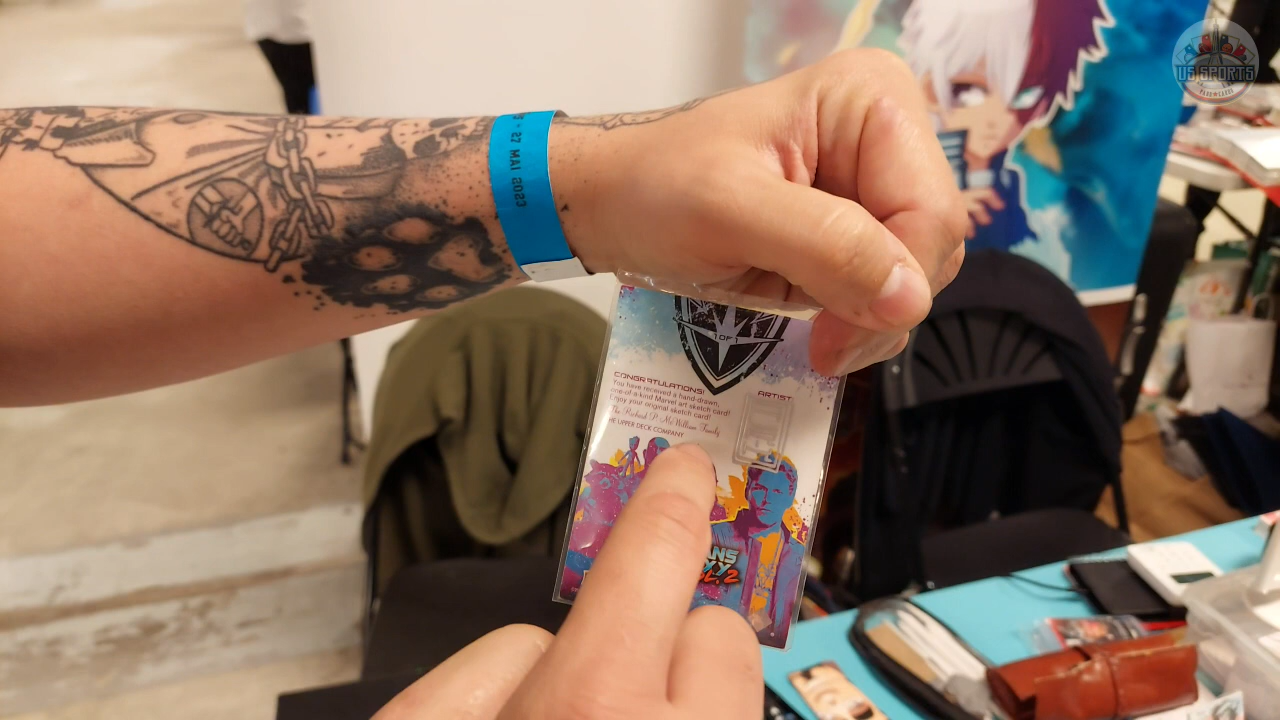 US SPORTS
1 OF 1
CONGRATULATIONS!
You have received a hand-drawn,
one-of-a-kind Marvel art sketch card!
Enjoy your original sketch card!
The Richard P. McWilliam Family
THE UPPER DECK COMPANY
ARTIST
VOL. 2